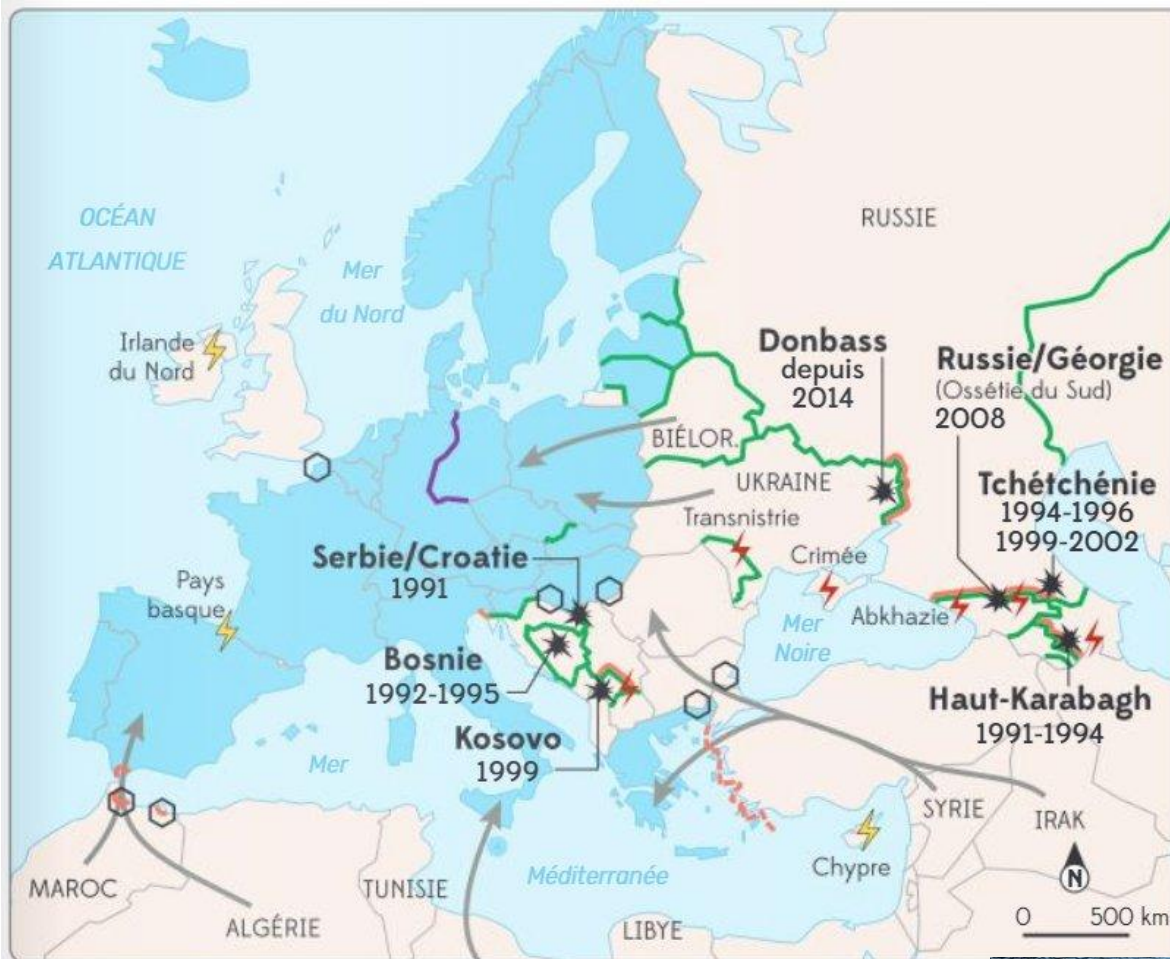 OCÉAN
ATLANTIQUE
Mer
du Nord
RUSSIE
Irlande
du Nord
Donbass
depuis
2014
Russie/Géorgie
(Ossétie du Sud)
2008
BIÉLOR.
UKRAINE
Transnistrie
Tchétchénie
1994-1996
1999-2002
Serbie/Croatie
1991
Crimée
Pays
basque
Abkhazie
Mer
Noire
Bosnie
1992-1995
Haut-Karabagh
1991-1994
Kosovo
1999
Mer
SYRIE
IRAK
Méditerranée
Chypre
MAROC
TUNISIE
ALGÉRIE
LIBYE
N
0 500 km